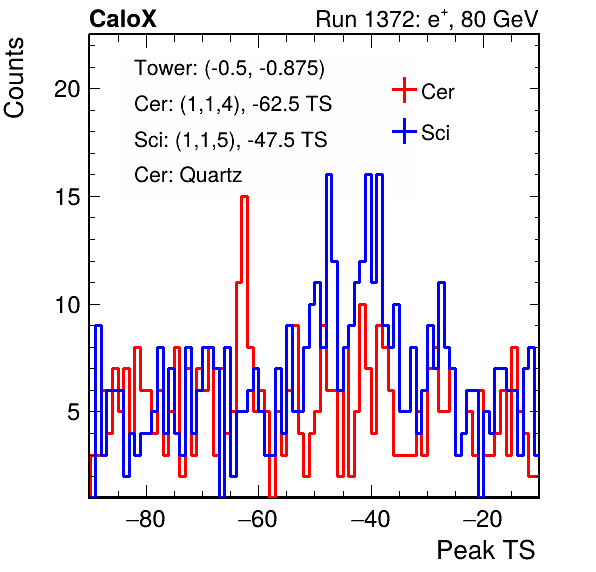 CaloX Run 1372: e⁺, 80 GeV
Counts
Tower: (-0.5, -0.875)
Cer: (1,1,4), -62.5 TS
Sci: (1,1,5), -47.5 TS
Cer: Quartz
Cer
Sci
20
15
10
5
−80 −60 −40 −20
Peak TS